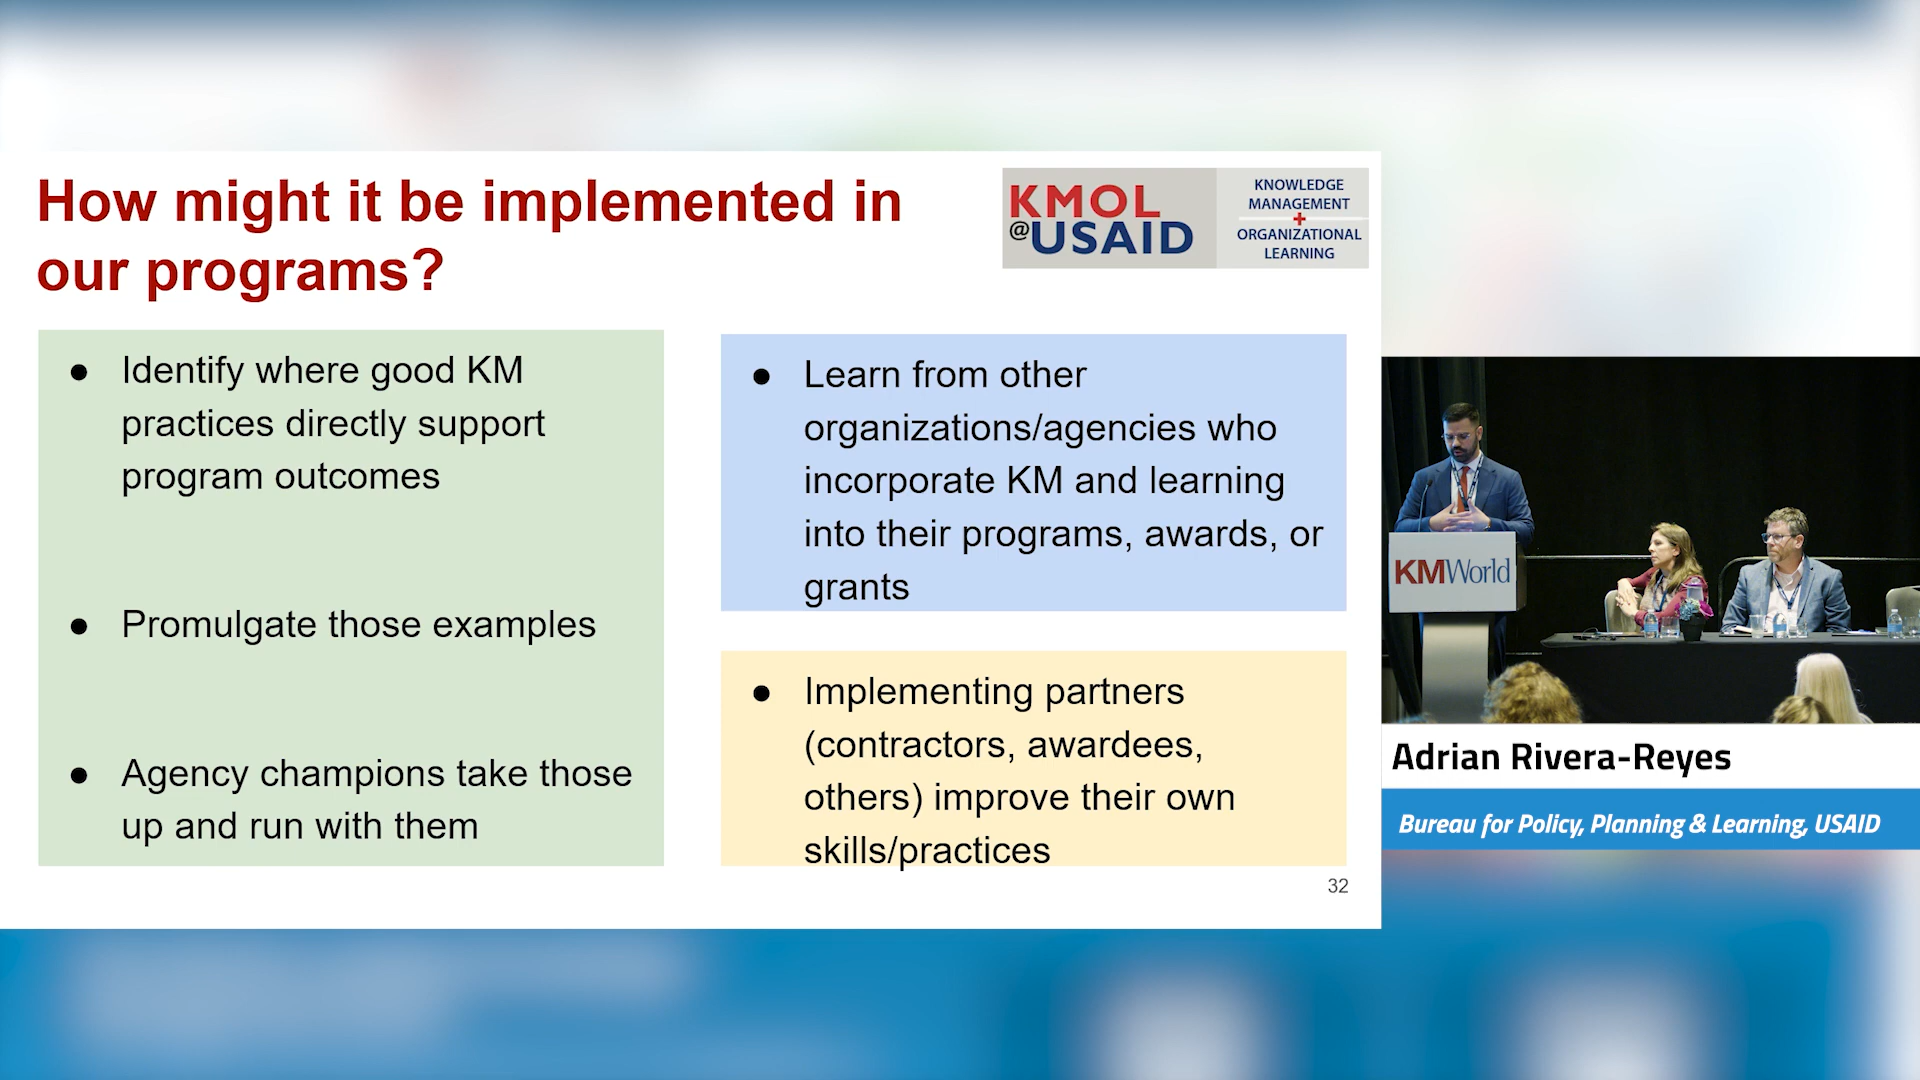 How might it be implemented in
our programs?
KMOL
@USAID
KNOWLEDGE
MANAGEMENT
+
ORGANIZATIONAL
LEARNING
● Identify where good KM
practices directly support
program outcomes
● Promulgate those examples
● Agency champions take those
up and run with them
● Learn from other
organizations/agencies who
incorporate KM and learning
into their programs, awards, or
grants
● Implementing partners
(contractors, awardees,
others) improve their own
skills/practices
32
KMWorld
Adrian Rivera-Reyes
Bureau for Policy, Planning & Learning, USAID